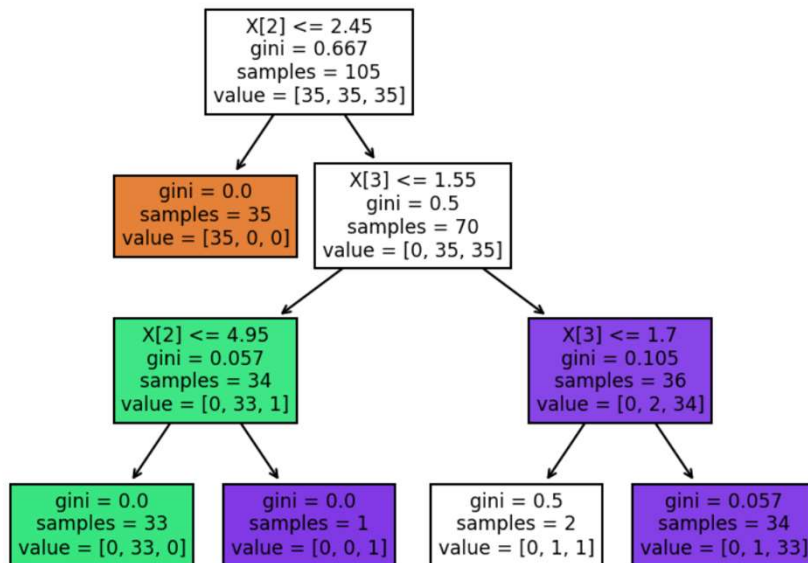 X[2] <= 2.45
gini = 0.667
samples = 105
value = [35, 35, 35]
gini = 0.0
samples = 35
value = [35, 0, 0]
X[3] <= 1.55
gini = 0.5
samples = 70
value = [0, 35, 35]
X[2] <= 4.95
gini = 0.057
samples = 34
value = [0, 33, 1]
X[3] <= 1.7
gini = 0.105
samples = 36
value = [0, 2, 34]
gini = 0.0
samples = 33
value = [0, 33, 0]
gini = 0.0
samples = 1
value = [0, 0, 1]
gini = 0.5
samples = 2
value = [0, 1, 1]
gini = 0.057
samples = 34
value = [0, 1, 33]